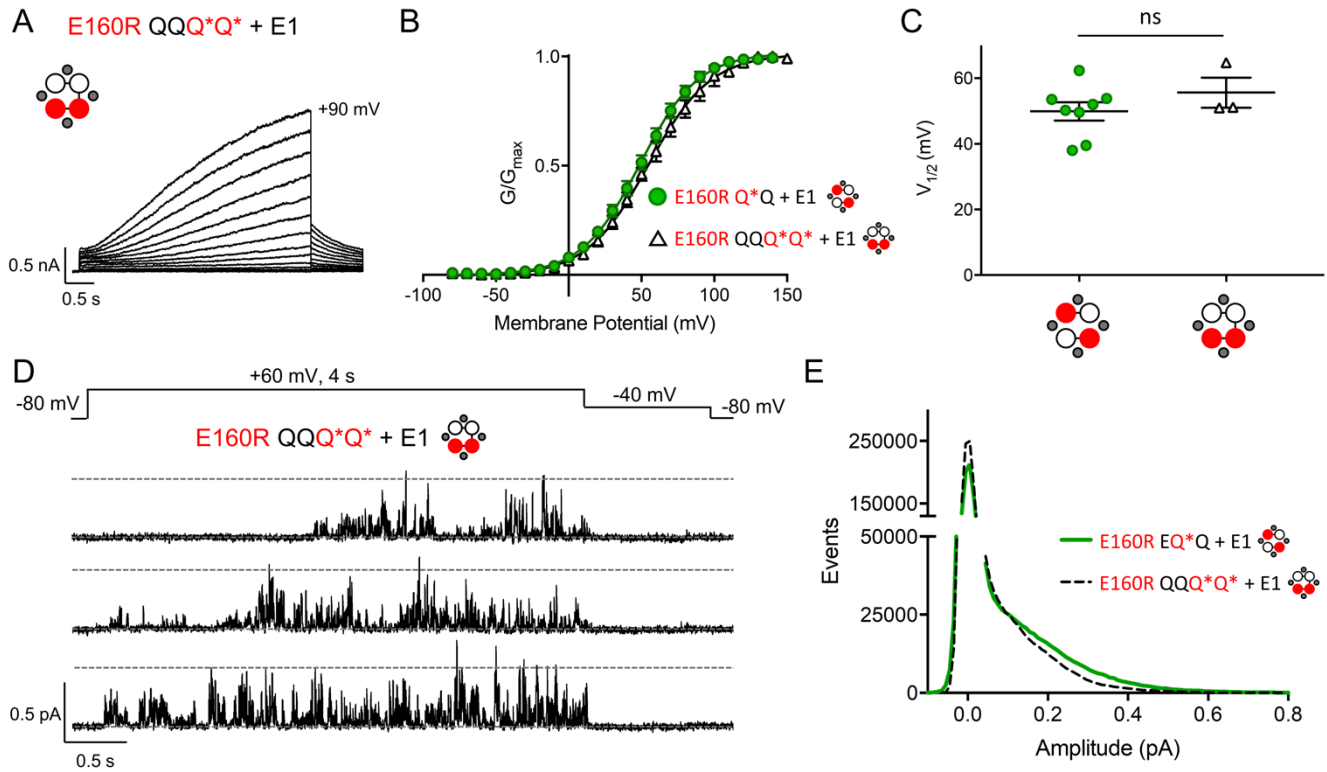 A
E160R QQQ*Q* + E1
+90 mV
0.5 nA
0.5 s
B
G/Gmax
1.0
0.5
E160R Q*Q + E1
E160R QQQ*Q* + E1
-100
-50
50
100
150
Membrane Potential (mV)
C
ns
V1/2 (mV)
60
40
20
0
D
+60 mV, 4 s
-80 mV
-40 mV
-80 mV
E160R QQQ*Q* + E1
0.5 pA
0.5 s
E
Events
250000
150000
50000
25000
0
E160R EQ*Q + E1
E160R QQQ*Q* + E1
0.0
0.2
0.4
0.6
0.8
Amplitude (pA)